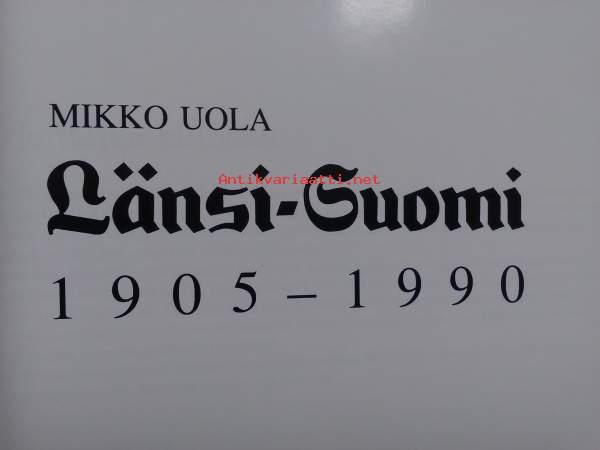 MIKKO UOLA
Antikvariaatti.net
Länsi-Suomi
1905–1990